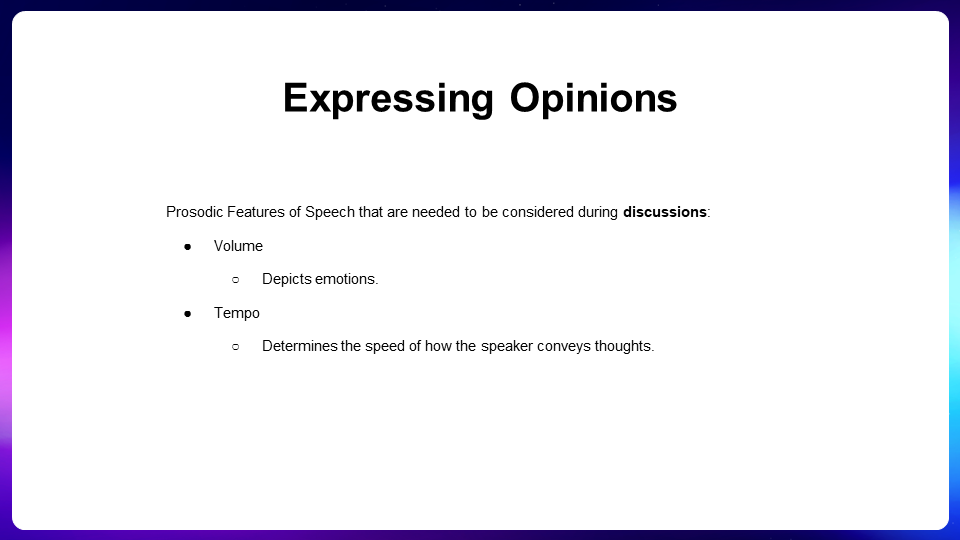 Expressing Opinions
Prosodic Features of Speech that are needed to be considered during discussions:
● Volume
○ Depicts emotions.
● Tempo
○ Determines the speed of how the speaker conveys thoughts.